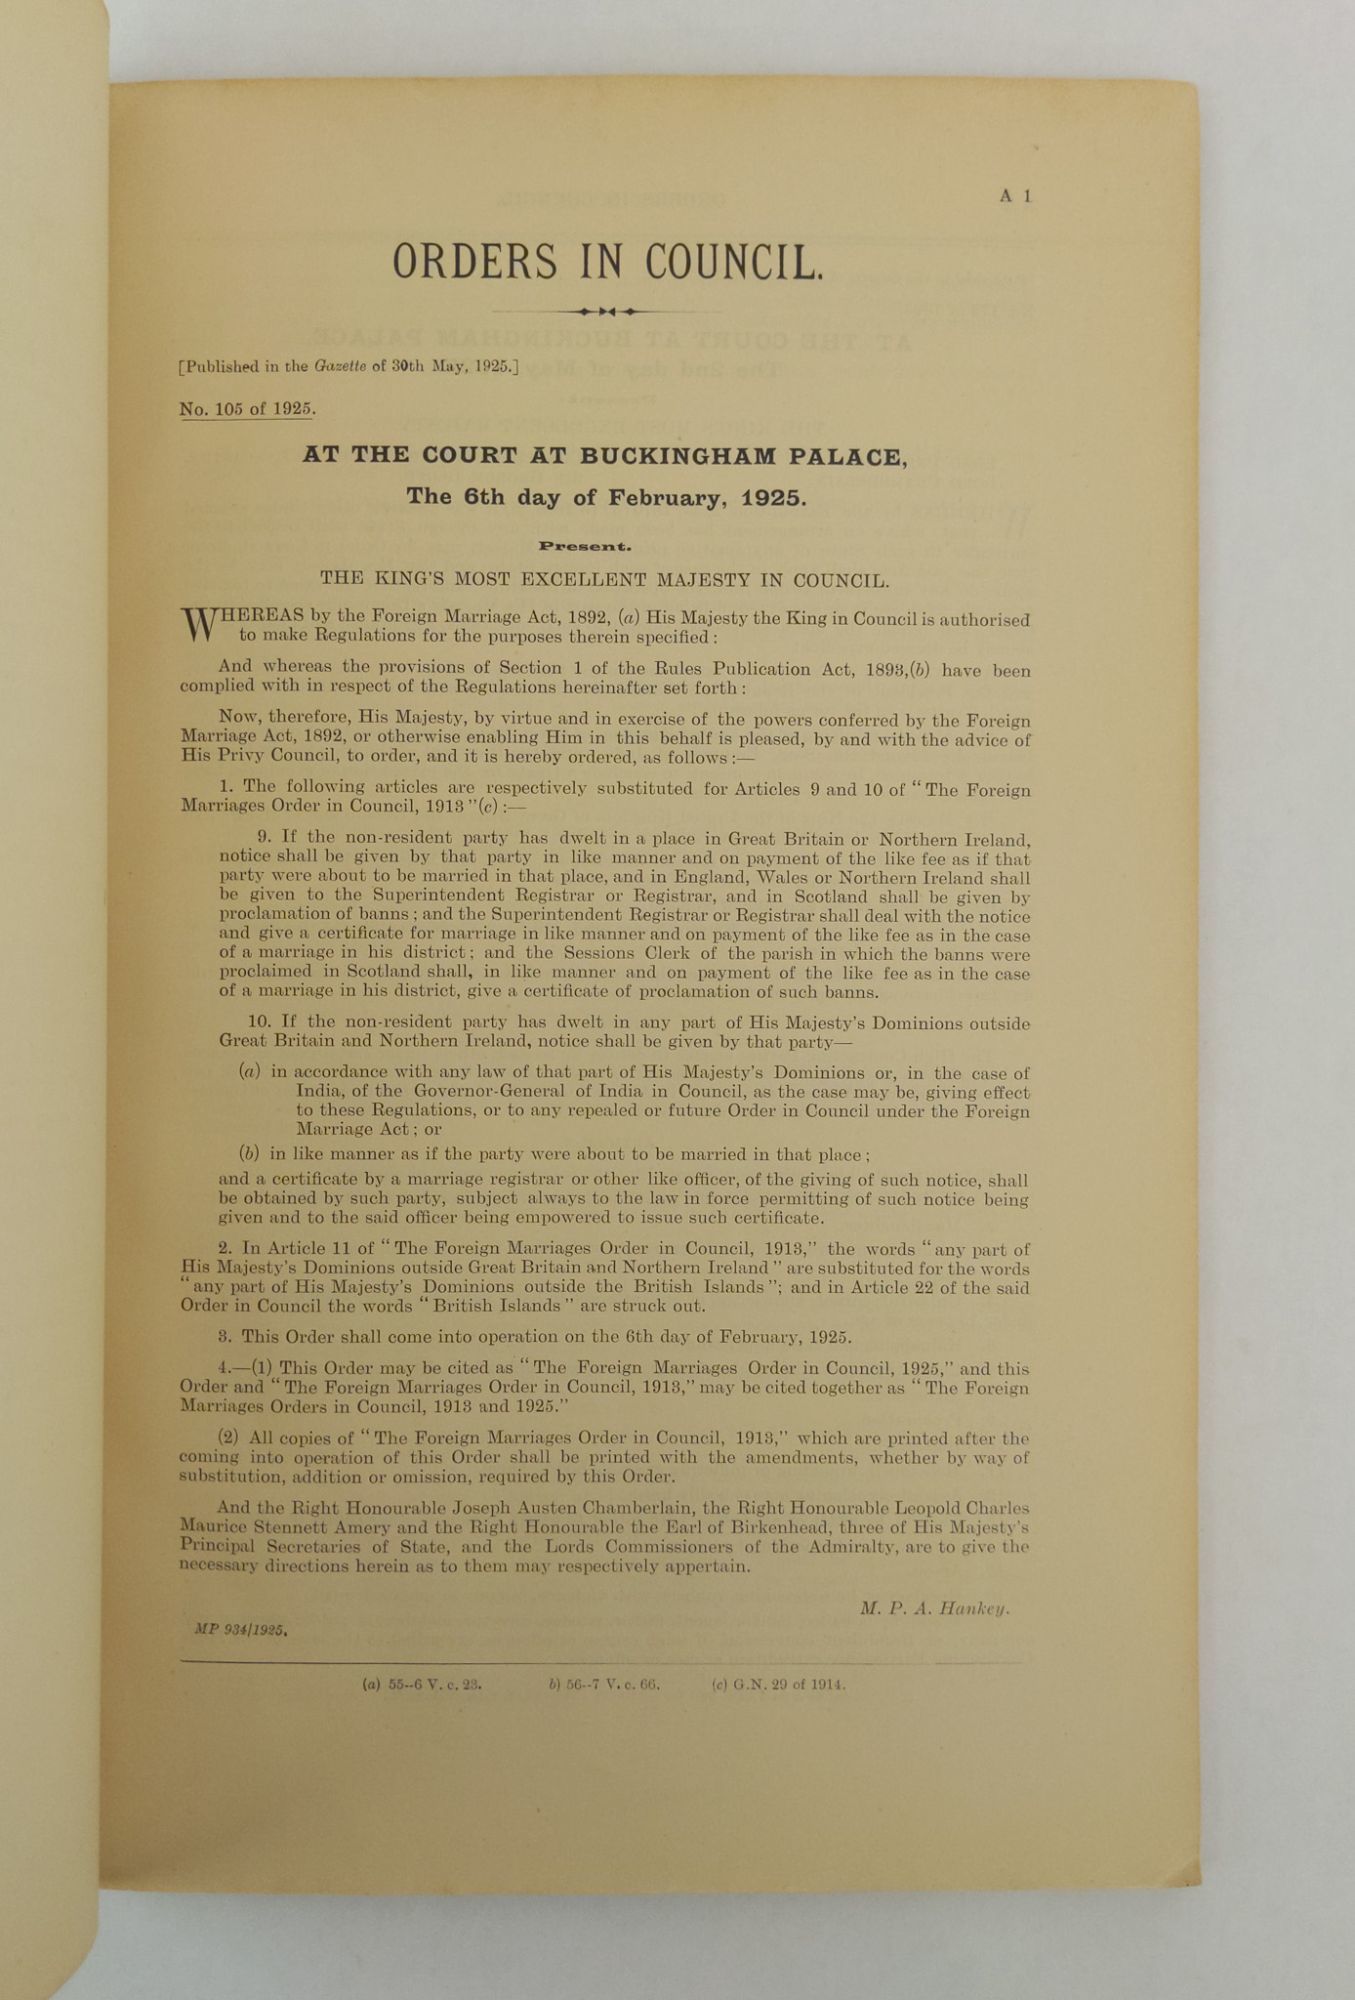 A 1
ORDERS IN COUNCIL.
[Published in the Gazette of 30th May, 1925.]
No. 105 of 1925.
AT THE COURT AT BUCKINGHAM PALACE,
The 6th day of February, 1925.
Present.
THE KING'S MOST EXCELLENT MAJESTY IN COUNCIL.
WHEREAS by the Foreign Marriage Act, 1892, (a) His Majesty the King in Council is authorised
to make Regulations for the purposes therein specified :
And whereas the provisions of Section 1 of the Rules Publication Act, 1893,(b) have been
complied with in respect of the Regulations hereinafter set forth :
Now, therefore, His Majesty, by virtue and in exercise of the powers conferred by the Foreign
Marriage Act, 1892, or otherwise enabling Him in this behalf is pleased, by and with the advice of
His Privy Council, to order, and it is hereby ordered, as follows :—
1. The following articles are respectively substituted for Articles 9 and 10 of “ The Foreign
Marriages Order in Council, 1913 ”(c) :—
9. If the non-resident party has dwelt in a place in Great Britain or Northern Ireland,
notice shall be given by that party in like manner and on payment of the like fee as if that
party were about to be married in that place, and in England, Wales or Northern Ireland shall
be given to the Superintendent Registrar or Registrar, and in Scotland shall be given by
proclamation of banns ; and the Superintendent Registrar or Registrar shall deal with the notice
and give a certificate for marriage in like manner and on payment of the like fee as in the case
of a marriage in his district ; and the Sessions Clerk of the parish in which the banns were
proclaimed in Scotland shall, in like manner and on payment of the like fee as in the case
of a marriage in his district, give a certificate of proclamation of such banns.
10. If the non-resident party has dwelt in any part of His Majesty's Dominions outside
Great Britain and Northern Ireland, notice shall be given by that party—
(a) in accordance with any law of that part of His Majesty's Dominions or, in the case of
India, of the Governor-General of India in Council, as the case may be, giving effect
to these Regulations, or to any repealed or future Order in Council under the Foreign
Marriage Act ; or
(b) in like manner as if the party were about to be married in that place ;
and a certificate by a marriage registrar or other like officer, of the giving of such notice, shall
be obtained by such party, subject always to the law in force permitting of such notice being
given and to the said officer being empowered to issue such certificate.
2. In Article 11 of “ The Foreign Marriages Order in Council, 1913,” the words “ any part of
His Majesty's Dominions outside Great Britain and Northern Ireland ” are substituted for the words
“ any part of His Majesty's Dominions outside the British Islands ”; and in Article 22 of the said
Order in Council the words “ British Islands ” are struck out.
3. This Order shall come into operation on the 6th day of February, 1925.
4.—(1) This Order may be cited as “ The Foreign Marriages Order in Council, 1925,” and this
Order and “ The Foreign Marriages Order in Council, 1913,” may be cited together as “ The Foreign
Marriages Orders in Council, 1913 and 1925.”
(2) All copies of “ The Foreign Marriages Order in Council, 1913,” which are printed after the
coming into operation of this Order shall be printed with the amendments, whether by way of
substitution, addition or omission, required by this Order.
And the Right Honourable Joseph Austen Chamberlain, the Right Honourable Leopold Charles
Maurice Stennett Amery and the Right Honourable the Earl of Birkenhead, three of His Majesty's
Principal Secretaries of State, and the Lords Commissioners of the Admiralty, are to give the
necessary directions herein as to them may respectively appertain.
M. P. A. Hankey.
MP 934/1925.
(a) 55--6 V. c. 23. b) 56--7 V. c. 66. (c) G.N. 29 of 1914.